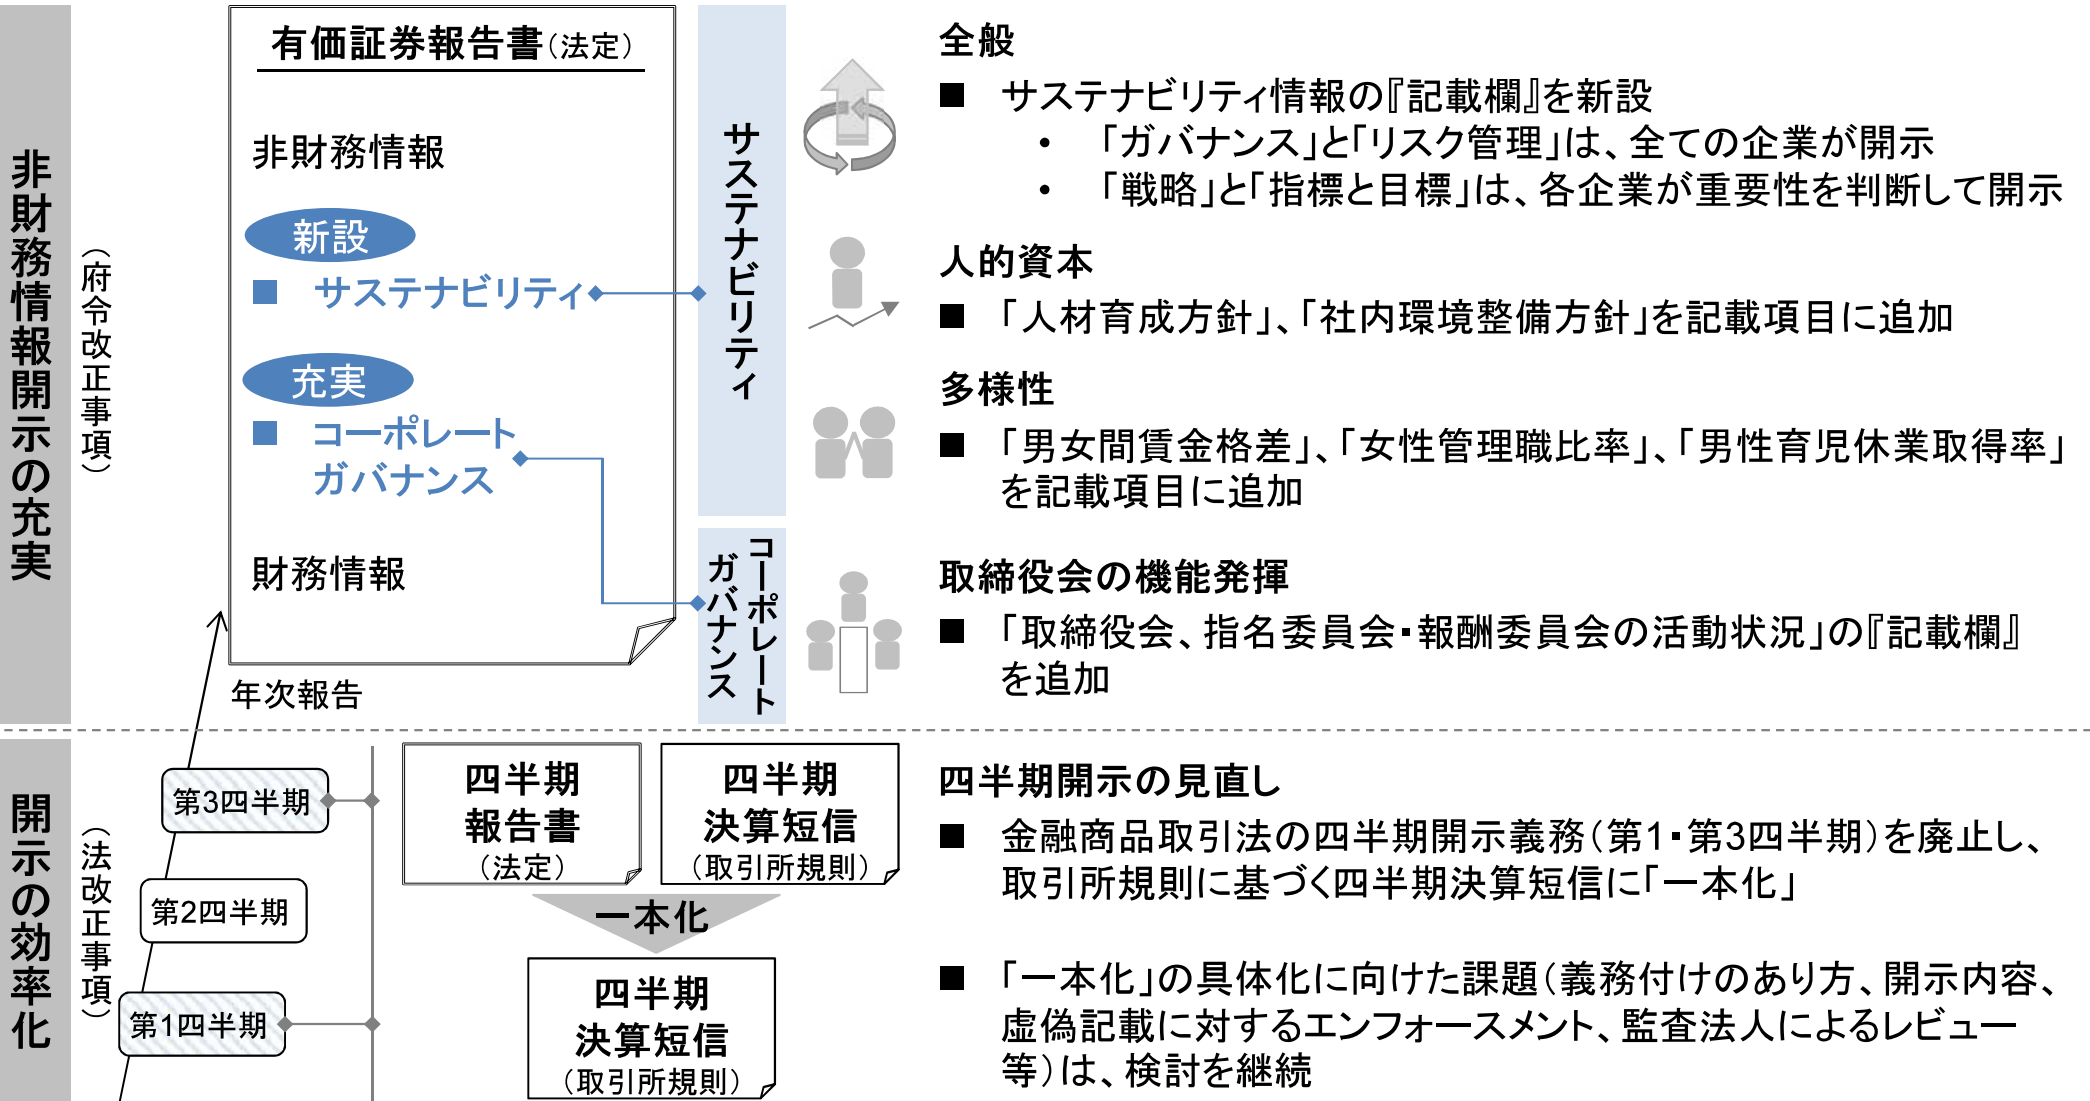 非財務情報開示の充実
（府令改正事項）
有価証券報告書（法定）
非財務情報
新設
■ サステナビリティ
充実
■ コーポレート
ガバナンス
財務情報
年次報告
サステナビリティ
コーポレート
ガバナンス
全般
■ サステナビリティ情報の『記載欄』を新設
• 「ガバナンス」と「リスク管理」は、全ての企業が開示
• 「戦略」と「指標と目標」は、各企業が重要性を判断して開示
人的資本
■ 「人材育成方針」、「社内環境整備方針」を記載項目に追加
多様性
■ 「男女間賃金格差」、「女性管理職比率」、「男性育児休業取得率」
を記載項目に追加
取締役会の機能発揮
■ 「取締役会、指名委員会・報酬委員会の活動状況」の『記載欄』
を追加
開示の効率化
（法改正事項）
第3四半期
第2四半期
第1四半期
四半期
報告書
（法定）
四半期
決算短信
（取引所規則）
一本化
四半期
決算短信
（取引所規則）
四半期開示の見直し
■ 金融商品取引法の四半期開示義務（第1・第3四半期）を廃止し、
取引所規則に基づく四半期決算短信に「一本化」
■ 「一本化」の具体化に向けた課題（義務付けのあり方、開示内容、
虚偽記載に対するエンフォースメント、監査法人によるレビュー
等）は、検討を継続